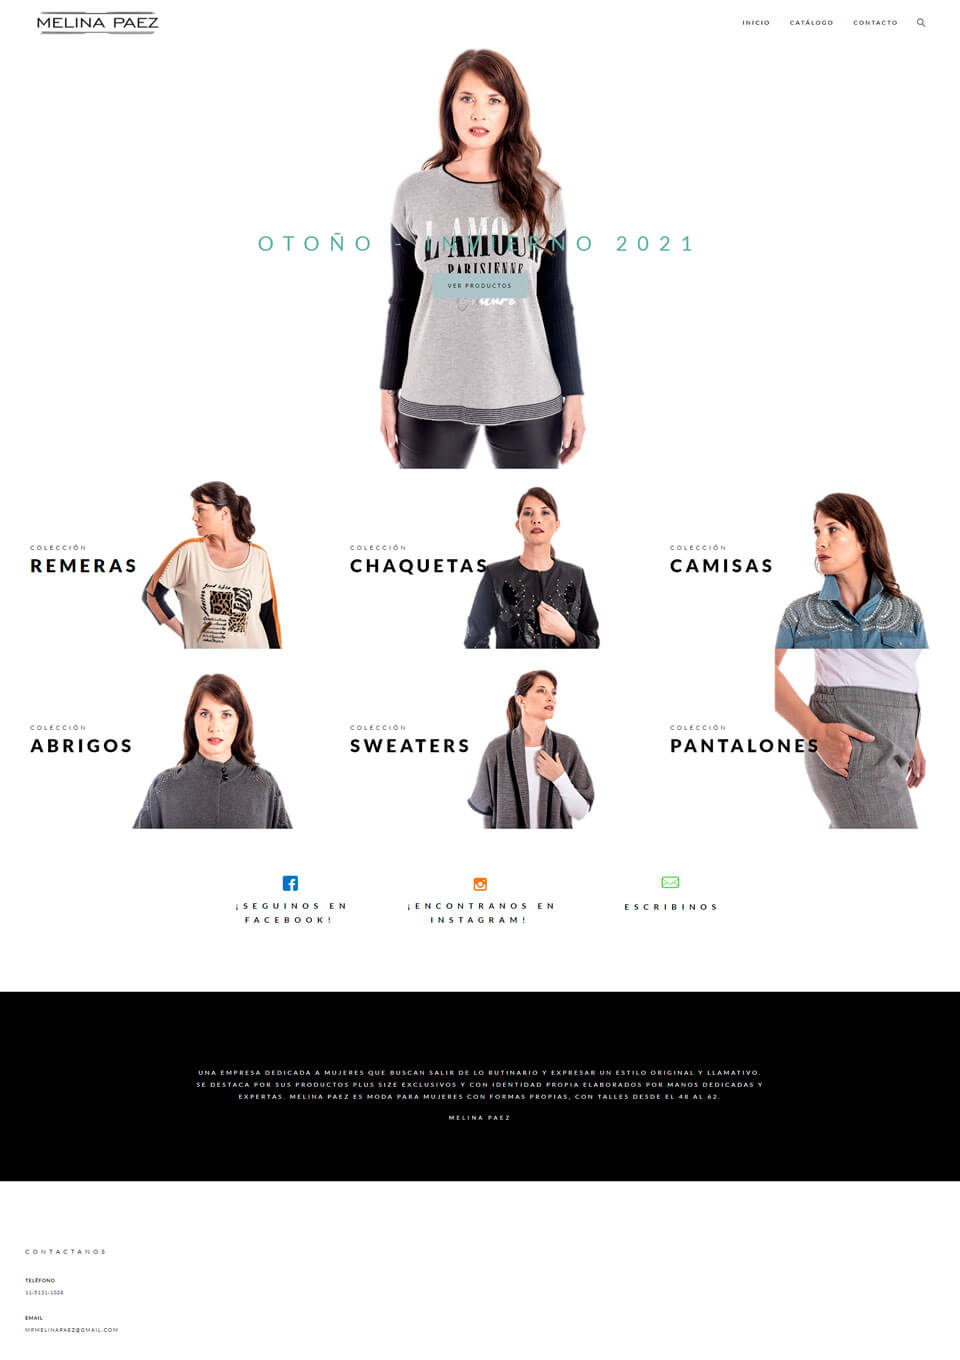 MELINA PAEZ
INICIO
CATÁLOGO
CONTACTO
OTOÑO - INVIERNO 2021
L'AMOUR
PARISIENNE
VER PRODUCTOS
COLECCIÓN
REMERAS
COLECCIÓN
CHAQUETAS
COLECCIÓN
CAMISAS
COLECCIÓN
ABRIGOS
COLECCIÓN
SWEATERS
COLECCIÓN
PANTALONES
¡SEGUINOS EN
FACEBOOK!
¡ENCONTRANOS EN
INSTAGRAM!
ESCRIBINOS
UNA EMPRESA DEDICADA A MUJERES QUE BUSCAN SALIR DE LO RUTINARIO Y EXPRESAR UN ESTILO ORIGINAL Y LLAMATIVO.
SE DESTACA POR SUS PRODUCTOS PLUS SIZE EXCLUSIVOS Y CON IDENTIDAD PROPIA ELABORADOS POR MANOS DEDICADAS Y
EXPERTAS. MELINA PAEZ ES MODA PARA MUJERES CON FORMAS PROPIAS, CON TALLES DESDE EL 48 AL 62.
MELINA PAEZ
CONTACTANOS
TELÉFONO
11-5131-1028
EMAIL
MPMELINAPAEZ@GMAIL.COM